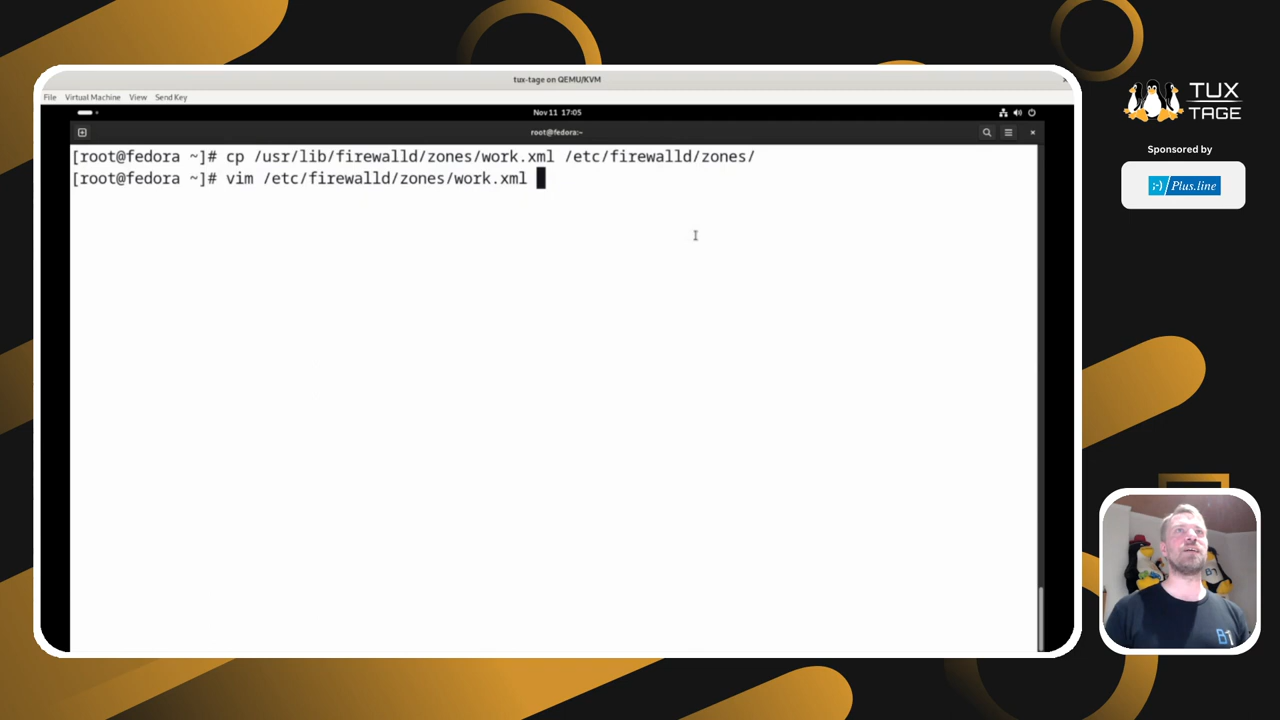 tux-tage on QEMU/KVM
File Virtual Machine View Send Key
Nov 11 17:05
root@fedora:~
[root@fedora ~]# cp /usr/lib/firewalld/zones/work.xml /etc/firewalld/zones/
[root@fedora ~]# vim /etc/firewalld/zones/work.xml
TUX
TAGE
Sponsored by
;-) Plus.line
B1